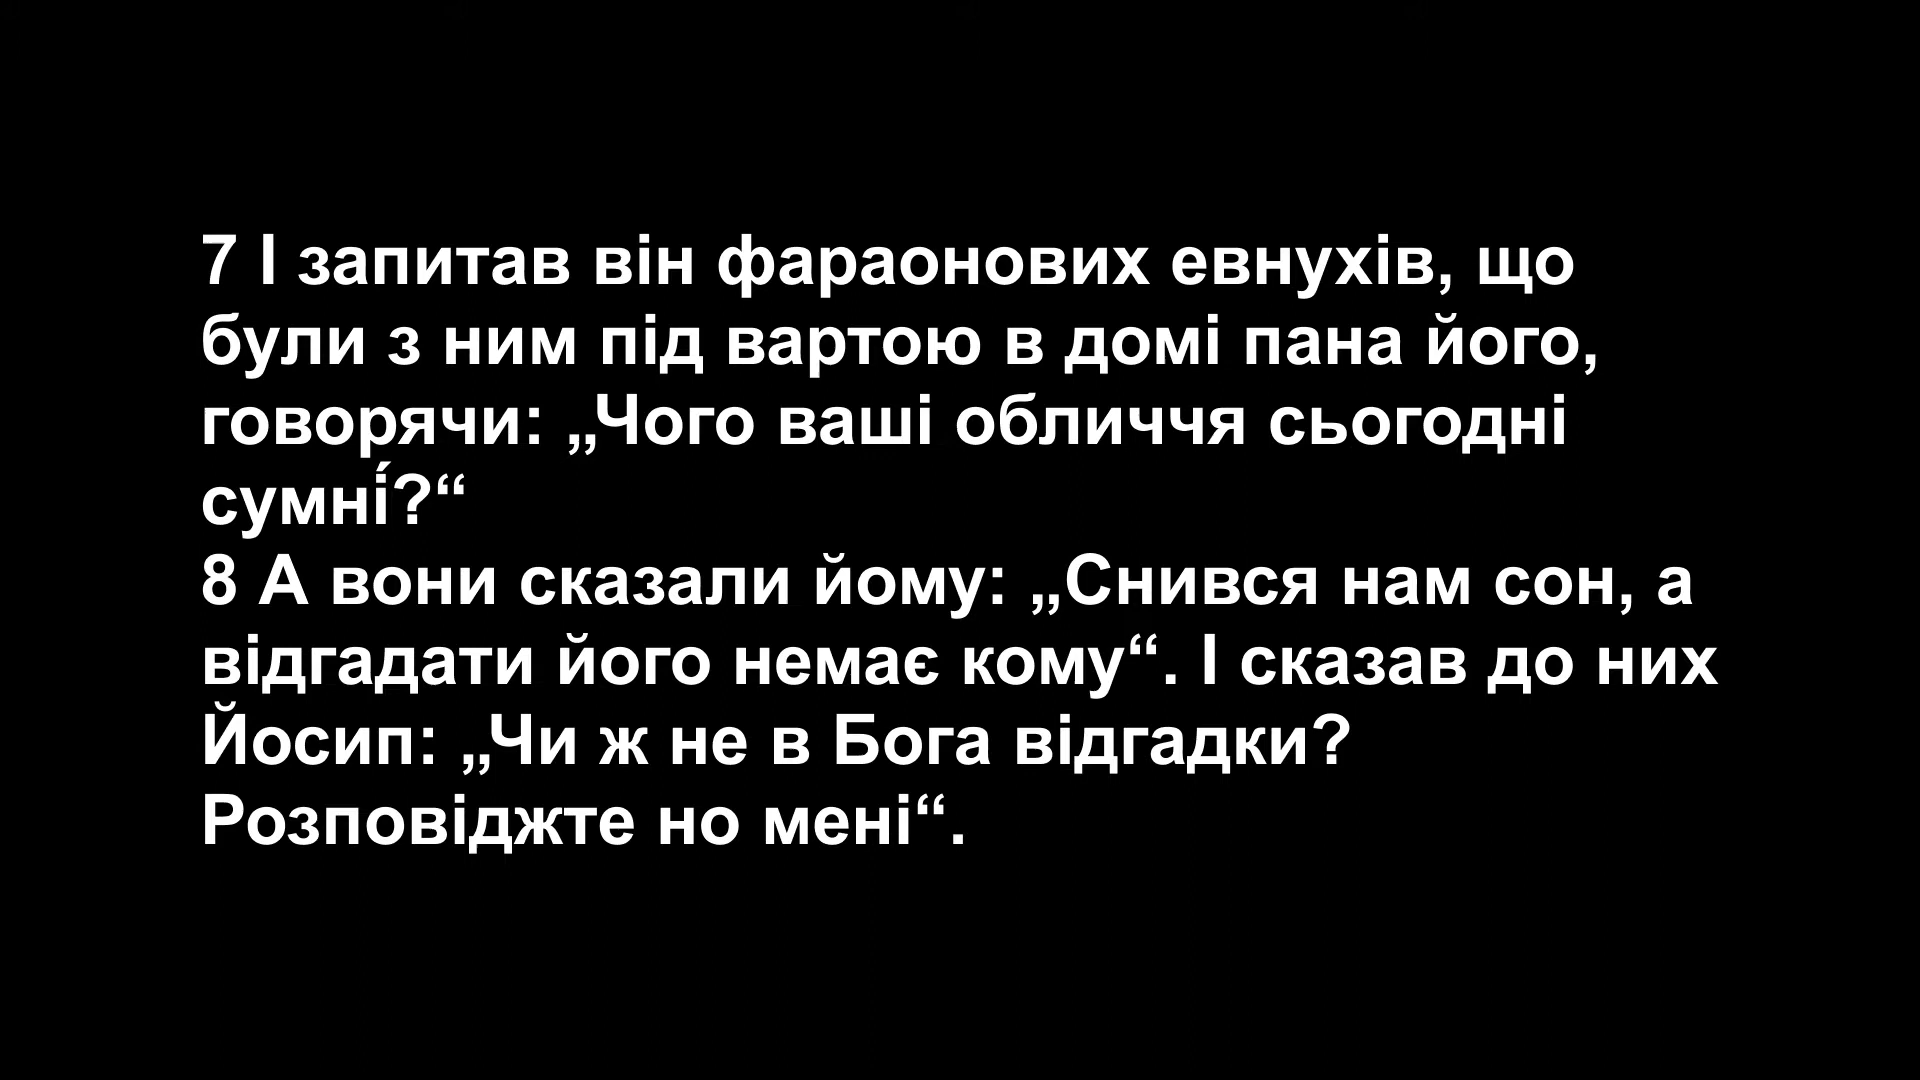 7 І запитав він фараонових евнухів, що
були з ним під вартою в домі пана його,
говорячи: „Чого ваші обличчя сьогодні
сумні́?“
8 А вони сказали йому: „Снився нам сон, а
відгадати його немає кому“. І сказав до них
Йосип: „Чи ж не в Бога відгадки?
Розповіджте но мені“.